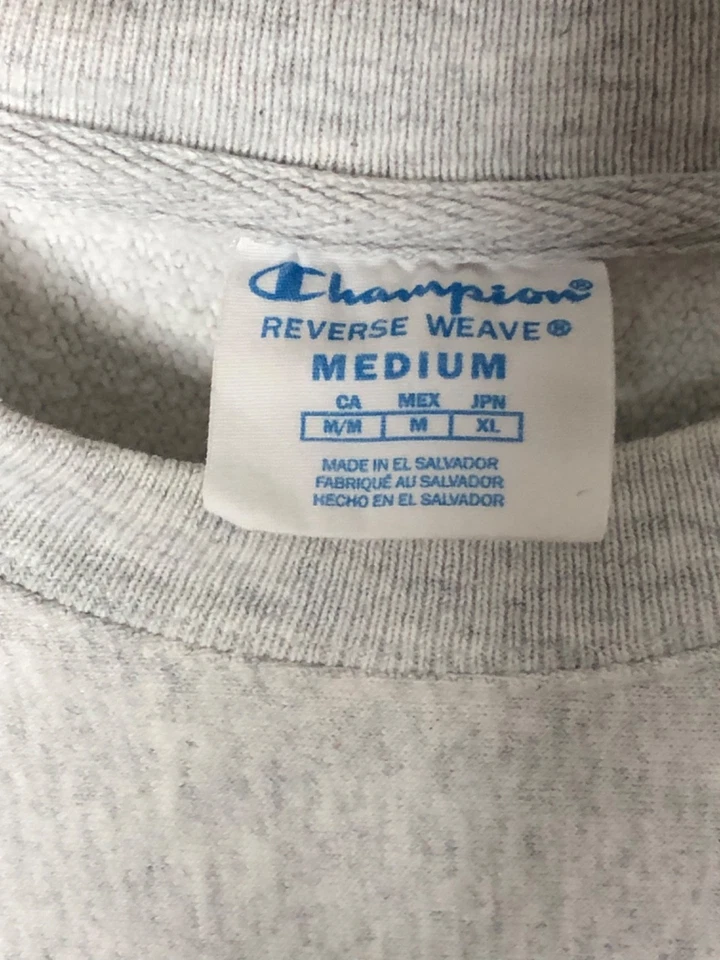 Champion®
REVERSE WEAVE®
MEDIUM
CA MEX JPN
M/M M XL
MADE IN EL SALVADOR
FABRIQUÉ AU SALVADOR
HECHO EN EL SALVADOR